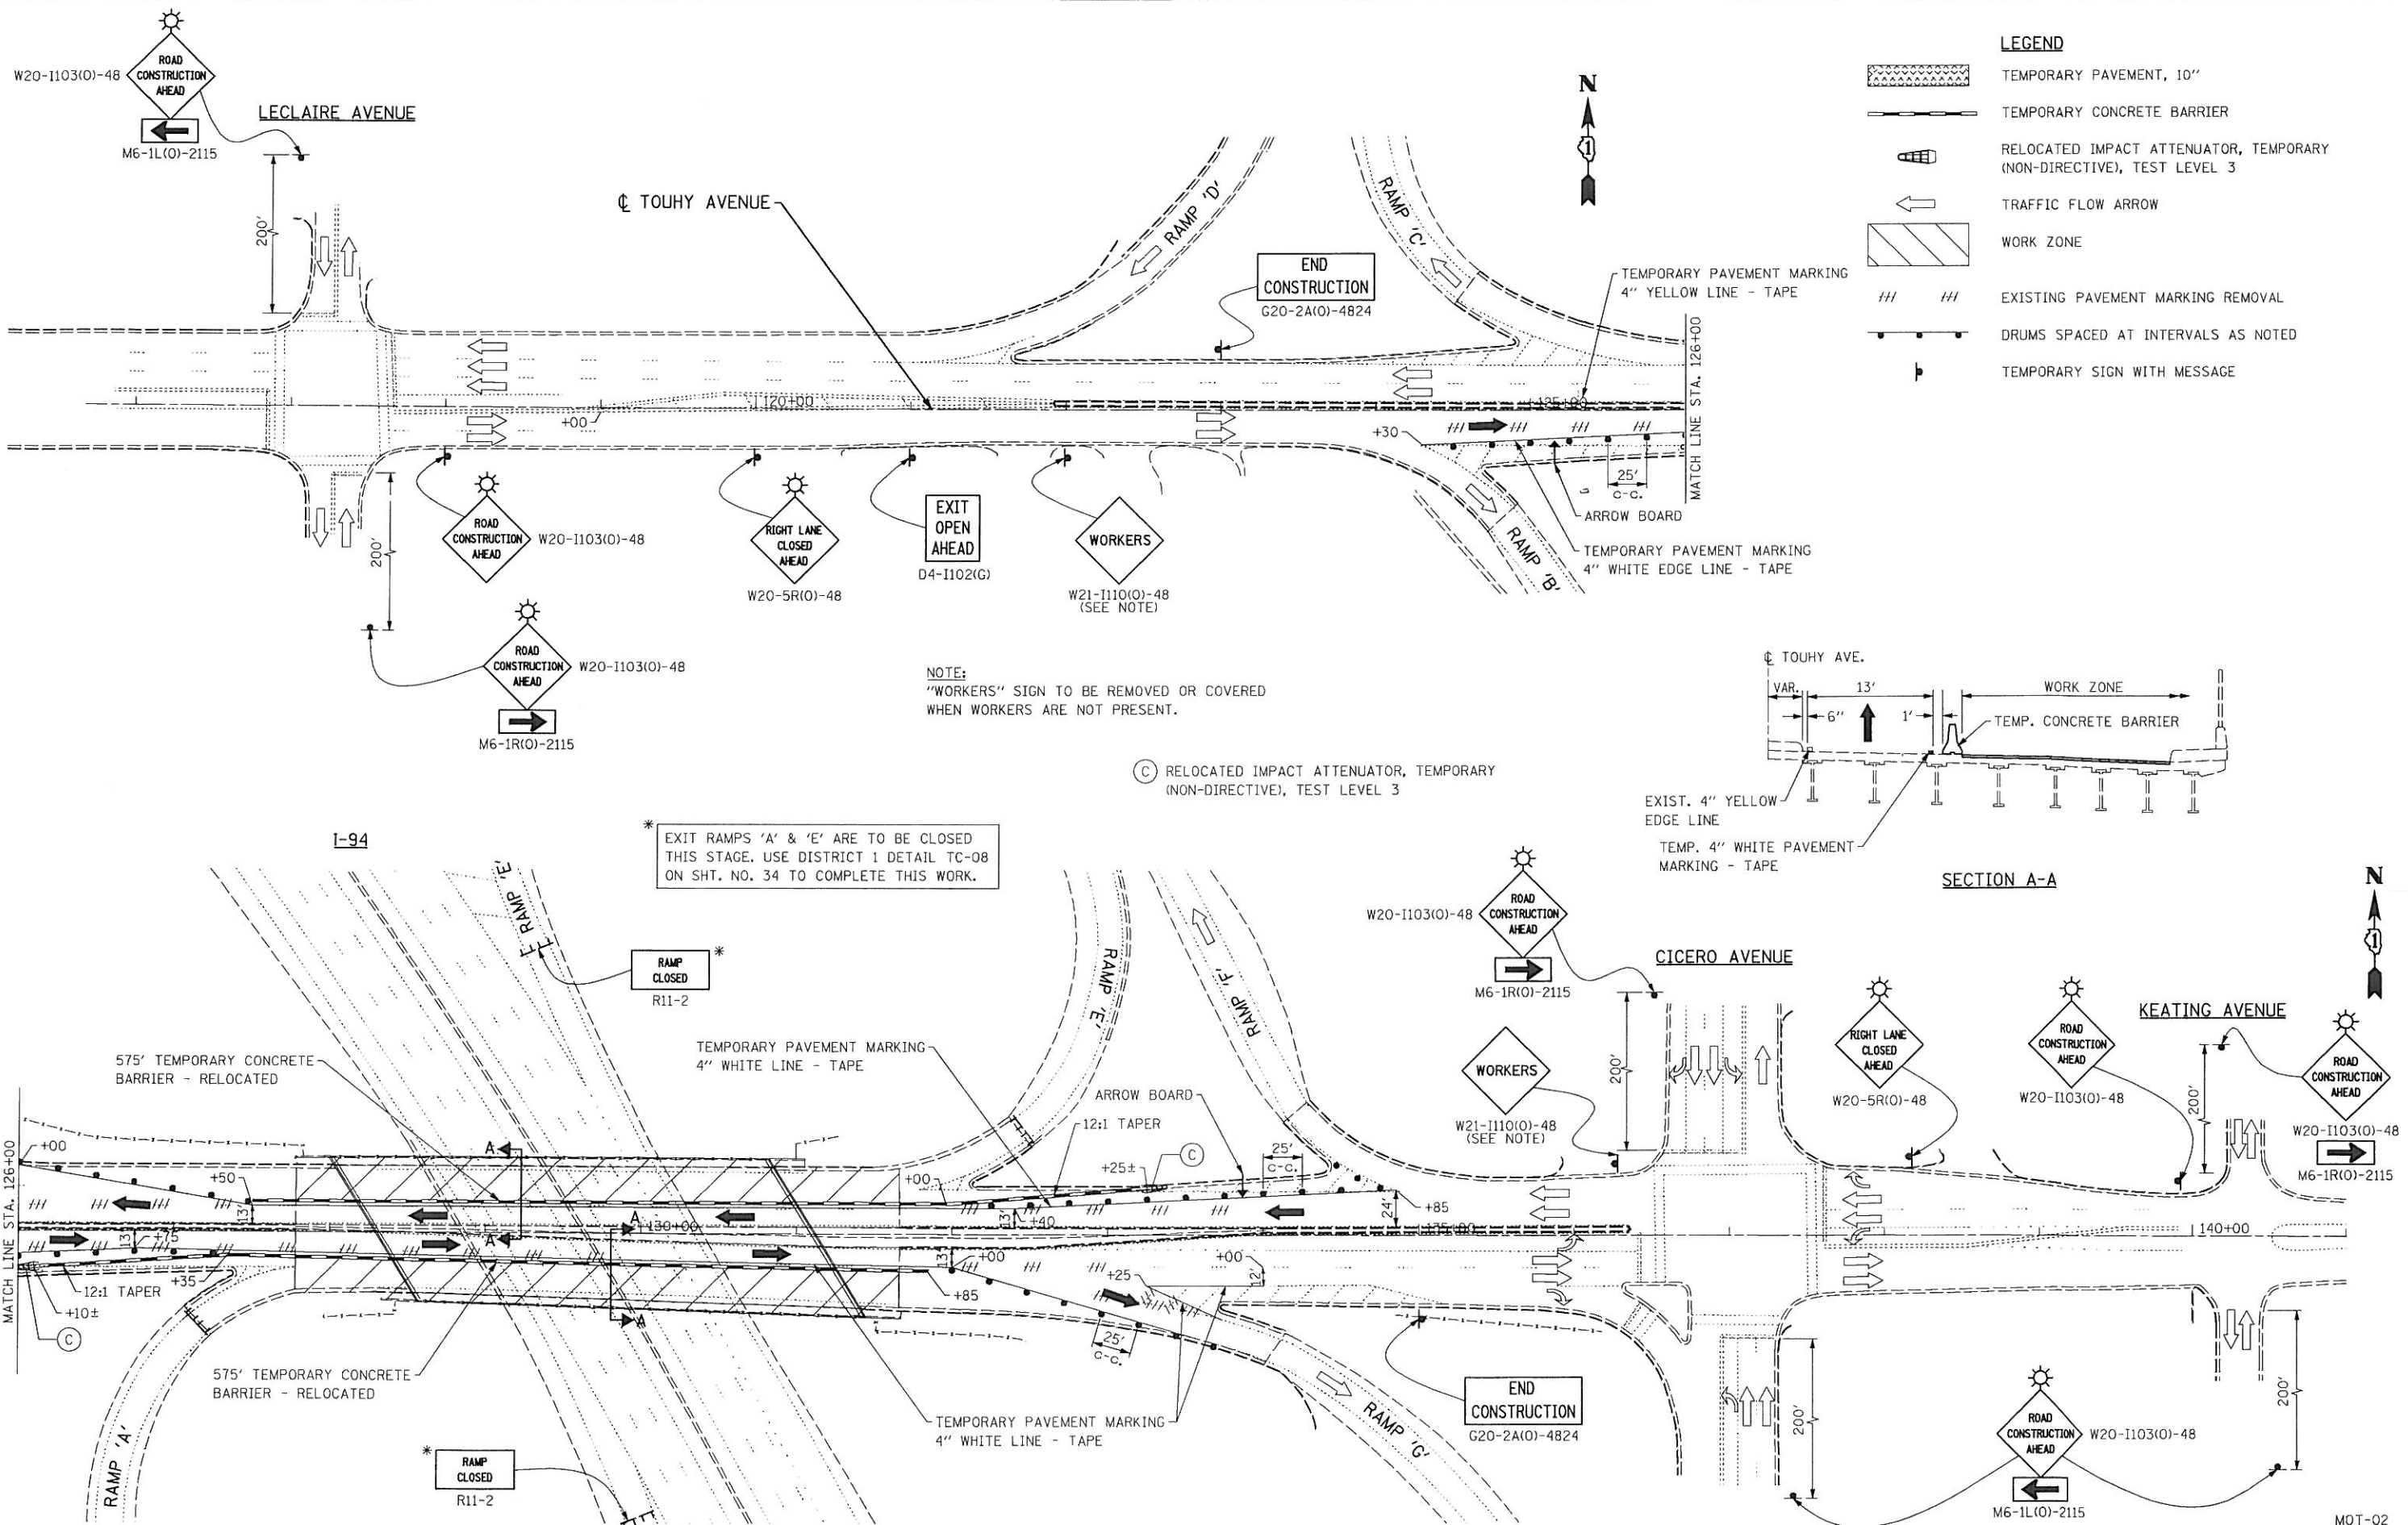 ROAD
CONSTRUCTION
AHEAD
W20-I103(O)-48
M6-1L(O)-2115
LECLAIRE AVENUE
200'
℄ TOUHY AVENUE
RAMP 'D'
RAMP 'C'
N
1
END
CONSTRUCTION
G20-2A(O)-4824
TEMPORARY PAVEMENT MARKING
4" YELLOW LINE - TAPE
MATCH LINE STA. 126+00
120+00
125+00
+00
+30
25'
C-C.
ARROW BOARD
TEMPORARY PAVEMENT MARKING
4" WHITE EDGE LINE - TAPE
RAMP 'B'
200'
ROAD
CONSTRUCTION
AHEAD
W20-I103(O)-48
RIGHT LANE
CLOSED
AHEAD
W20-5R(O)-48
EXIT
OPEN
AHEAD
D4-I102(G)
WORKERS
W21-I110(O)-48
(SEE NOTE)
ROAD
CONSTRUCTION
AHEAD
W20-I103(O)-48
M6-1R(O)-2115
LEGEND
TEMPORARY PAVEMENT, 10"
TEMPORARY CONCRETE BARRIER
RELOCATED IMPACT ATTENUATOR, TEMPORARY
(NON-DIRECTIVE), TEST LEVEL 3
TRAFFIC FLOW ARROW
WORK ZONE
EXISTING PAVEMENT MARKING REMOVAL
DRUMS SPACED AT INTERVALS AS NOTED
TEMPORARY SIGN WITH MESSAGE
NOTE:
"WORKERS" SIGN TO BE REMOVED OR COVERED
WHEN WORKERS ARE NOT PRESENT.
C RELOCATED IMPACT ATTENUATOR, TEMPORARY
(NON-DIRECTIVE), TEST LEVEL 3
℄ TOUHY AVE.
VAR.
13'
WORK ZONE
6"
1'
TEMP. CONCRETE BARRIER
EXIST. 4" YELLOW
EDGE LINE
TEMP. 4" WHITE PAVEMENT
MARKING - TAPE
SECTION A-A
I-94
* EXIT RAMPS 'A' & 'E' ARE TO BE CLOSED
THIS STAGE. USE DISTRICT 1 DETAIL TC-08
ON SHT. NO. 34 TO COMPLETE THIS WORK.
RAMP 'E'
RAMP
CLOSED
*
R11-2
575' TEMPORARY CONCRETE
BARRIER - RELOCATED
TEMPORARY PAVEMENT MARKING
4" WHITE LINE - TAPE
RAMP 'E'
RAMP 'F'
ARROW BOARD
12:1 TAPER
+25±
C
25'
C-C.
MATCH LINE STA. 126+00
+00
+50
13'
A
A
130+00
+00
13'
+40
24'
+85
135+00
13'
+75
A
+35
12:1 TAPER
+10±
C
A
13'
+00
+85
+25
+00
12'
25'
C-C.
575' TEMPORARY CONCRETE
BARRIER - RELOCATED
RAMP 'A'
*
RAMP
CLOSED
R11-2
TEMPORARY PAVEMENT MARKING
4" WHITE LINE - TAPE
RAMP 'G'
END
CONSTRUCTION
G20-2A(O)-4824
W20-I103(O)-48
ROAD
CONSTRUCTION
AHEAD
M6-1R(O)-2115
WORKERS
W21-I110(O)-48
(SEE NOTE)
CICERO AVENUE
200'
RIGHT LANE
CLOSED
AHEAD
W20-5R(O)-48
ROAD
CONSTRUCTION
AHEAD
W20-I103(O)-48
KEATING AVENUE
N
1
200'
ROAD
CONSTRUCTION
AHEAD
W20-I103(O)-48
M6-1R(O)-2115
140+00
200'
200'
ROAD
CONSTRUCTION
AHEAD
W20-I103(O)-48
M6-1L(O)-2115
MOT-02